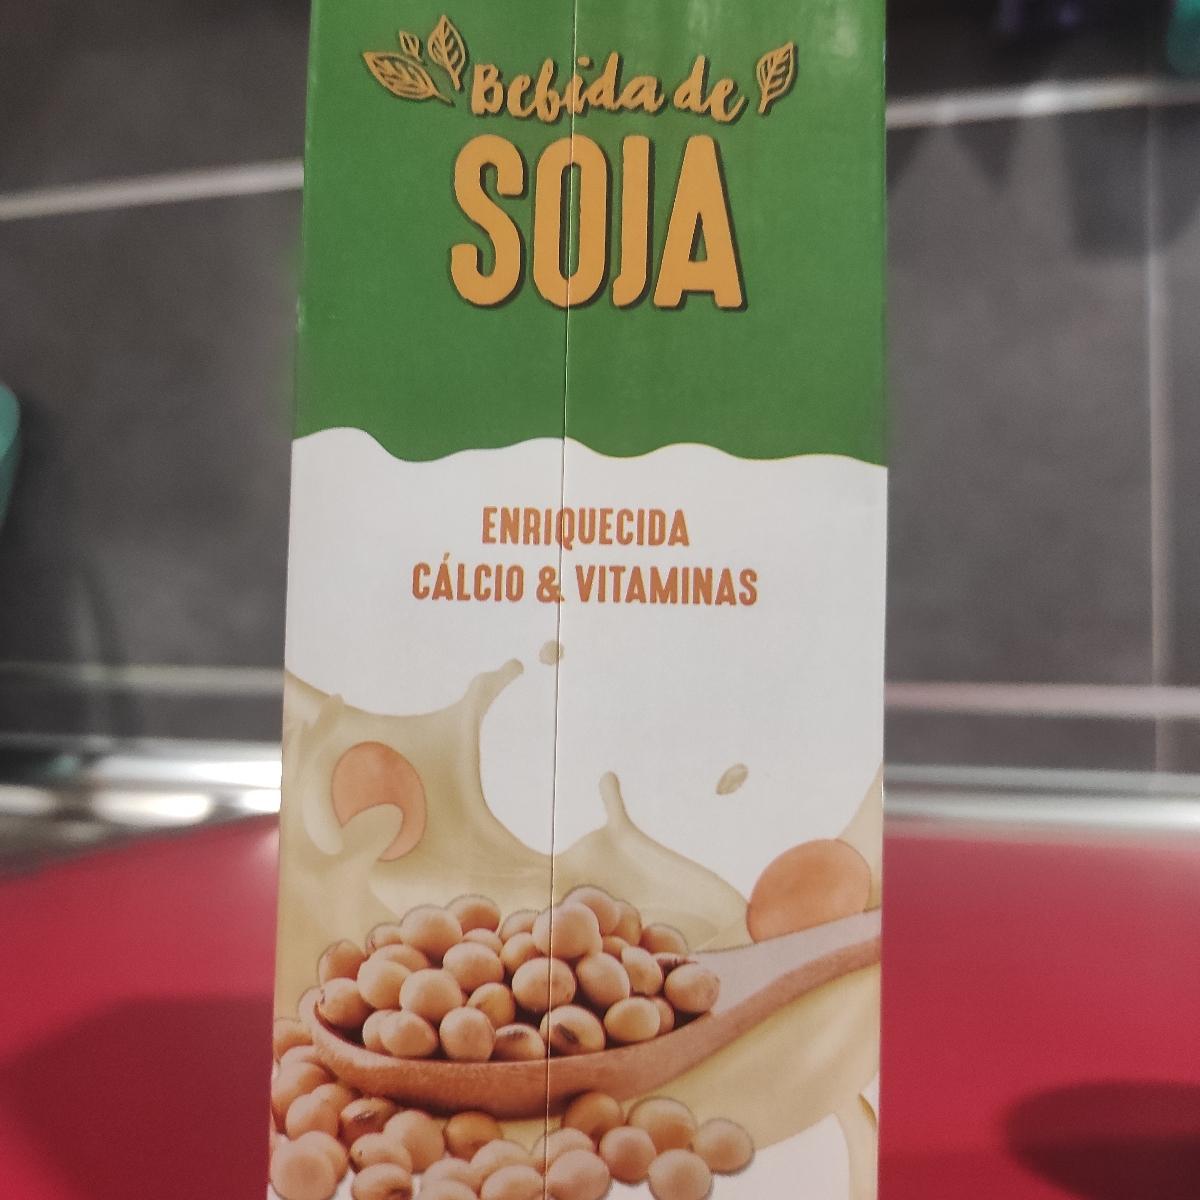 Bebida de
SOJA
ENRIQUECIDA
CÁLCIO & VITAMINAS